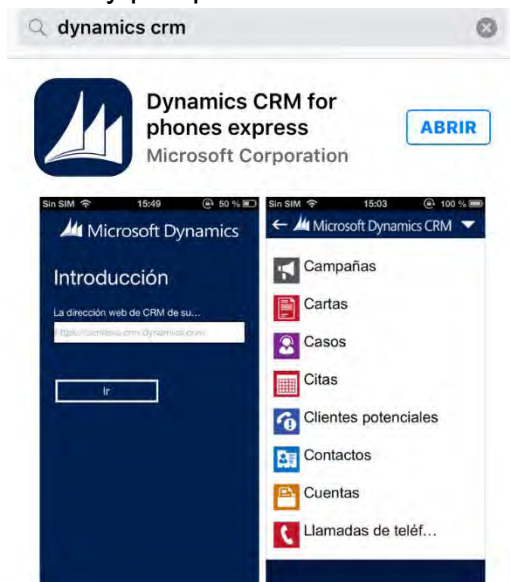 dynamics crm
Dynamics CRM for
phones express
ABRIR
Microsoft Corporation
Sin SIM 15:49 50 %
Microsoft Dynamics
Introducción
La dirección web de CRM de su...
Ir
Sin SIM 15:03 100 %
Microsoft Dynamics CRM
Campañas
Cartas
Casos
Citas
Clientes potenciales
Contactos
Cuentas
Llamadas de teléf...